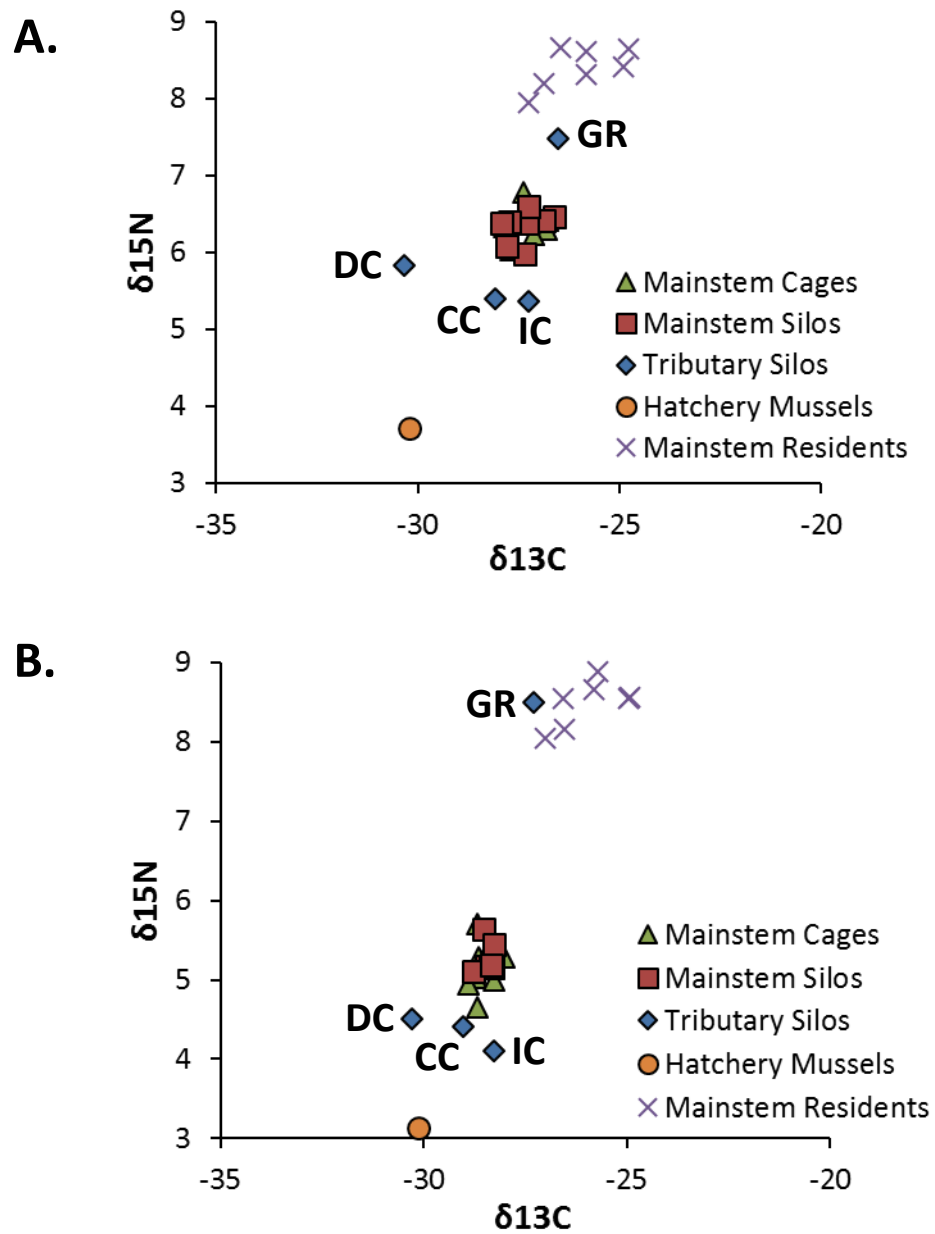 A.
9
8
7
6
5
4
3
δ15N
GR
DC
CC
IC
Mainstem Cages
Mainstem Silos
Tributary Silos
Hatchery Mussels
Mainstem Residents
-35
-30
-25
-20
δ13C
B.
9
8
7
6
5
4
3
δ15N
GR
DC
CC
IC
Mainstem Cages
Mainstem Silos
Tributary Silos
Hatchery Mussels
Mainstem Residents
-35
-30
-25
-20
δ13C